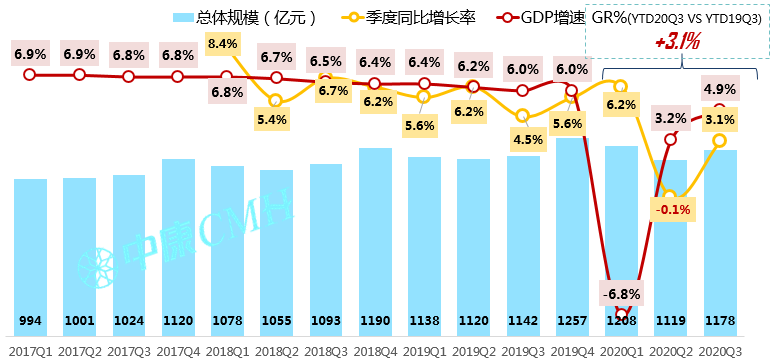 总体规模（亿元） 季度同比增长率 GDP增速 GR%(YTD20Q3 VS YTD19Q3)
+3.1%
6.9% 6.9% 6.8% 6.8% 8.4% 6.7% 6.5% 6.4% 6.4% 6.2% 6.0% 6.0% 4.9%
6.8% 5.4% 6.7% 6.2% 5.6% 6.2% 4.5% 5.6% 6.2% 3.2% 3.1%
-0.1%
-6.8%
中康CMH
994 1001 1024 1120 1078 1055 1093 1190 1138 1120 1142 1257 1208 1119 1178
2017Q1 2017Q2 2017Q3 2017Q4 2018Q1 2018Q2 2018Q3 2018Q4 2019Q1 2019Q2 2019Q3 2019Q4 2020Q1 2020Q2 2020Q3